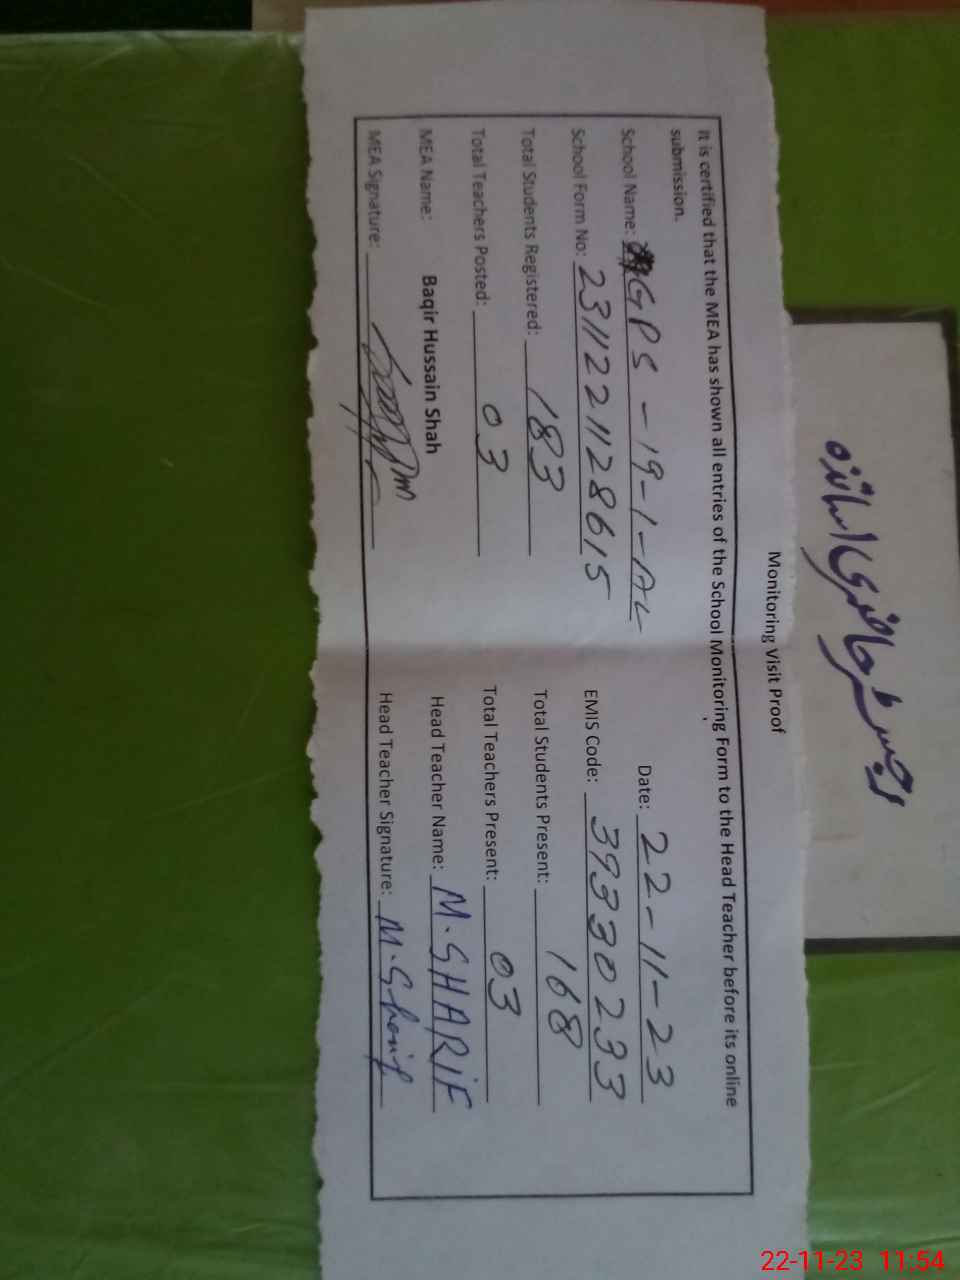 رجسٹر حاضری اساتذہ
Monitoring Visit Proof
It is certified that the MEA has shown all entries of the School Monitoring Form to the Head Teacher before its online
submission.
School Name: GPS - 19-1-AL Date: 22-11-23
School Form No: 23112211128615 EMIS Code: 39330233
Total Students Registered: 183 Total Students Present: 168
Total Teachers Posted: 03 Total Teachers Present: 03
MEA Name: Baqir Hussain Shah Head Teacher Name: M.SHARIF
MEA Signature: Head Teacher Signature: M.Sharif
22-11-23 11:54